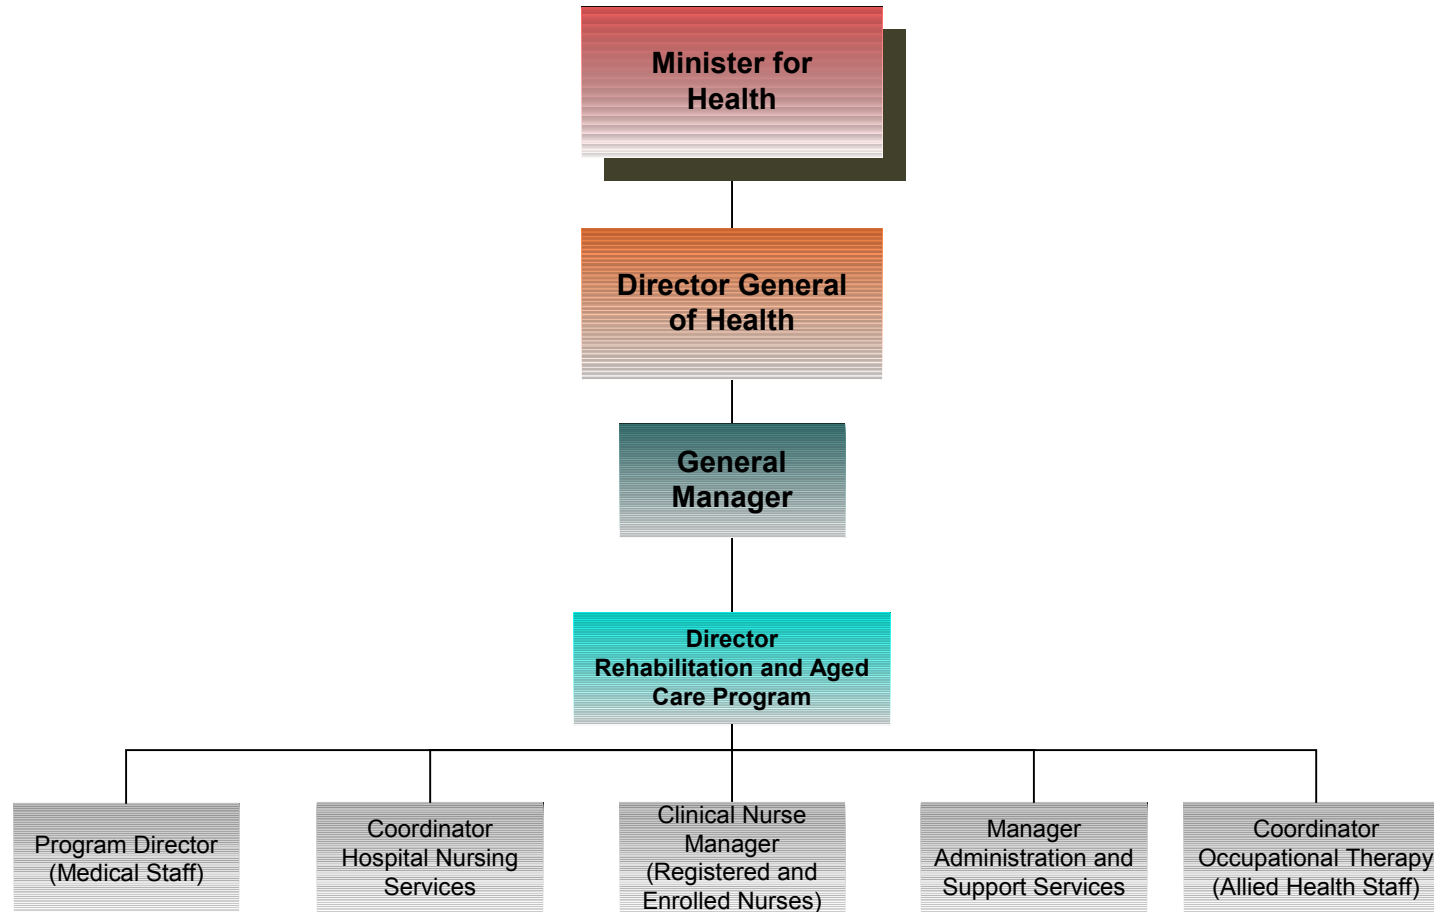 Minister for
Health
Director General
of Health
General
Manager
Director
Rehabilitation and Aged
Care Program
Program Director
(Medical Staff)
Coordinator
Hospital Nursing
Services
Clinical Nurse
Manager
(Registered and
Enrolled Nurses)
Manager
Administration and
Support Services
Coordinator
Occupational Therapy
(Allied Health Staff)